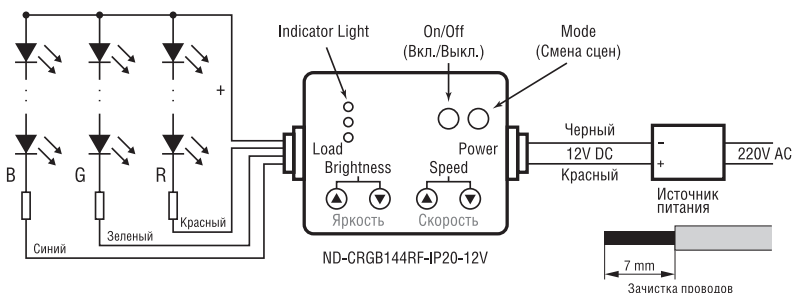 Indicator Light
On/Off
(Вкл./Выкл.)
Mode
(Смена сцен)
+
Load
Power
Brightness
Speed
Яркость
Скорость
B
G
R
Красный
Зеленый
Синий
ND-CRGB144RF-IP20-12V
Черный
12V DC
Красный
-
+
220V AC
Источник
питания
7 mm
Зачистка проводов